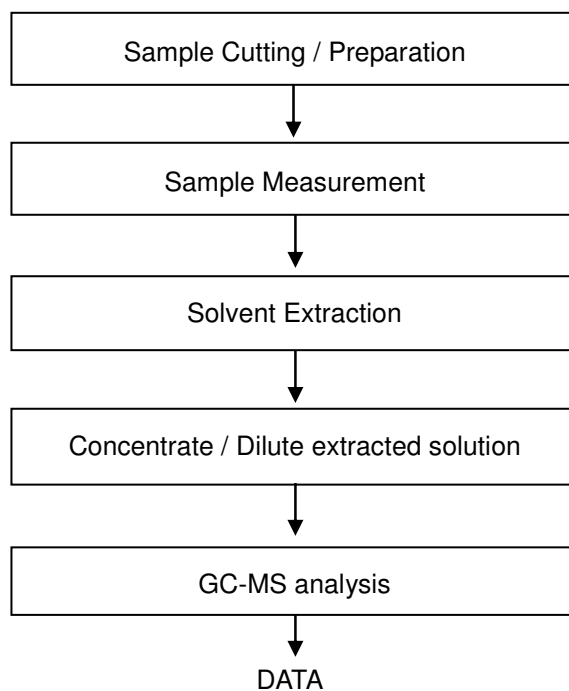 Sample Cutting / Preparation
Sample Measurement
Solvent Extraction
Concentrate / Dilute extracted solution
GC-MS analysis
DATA